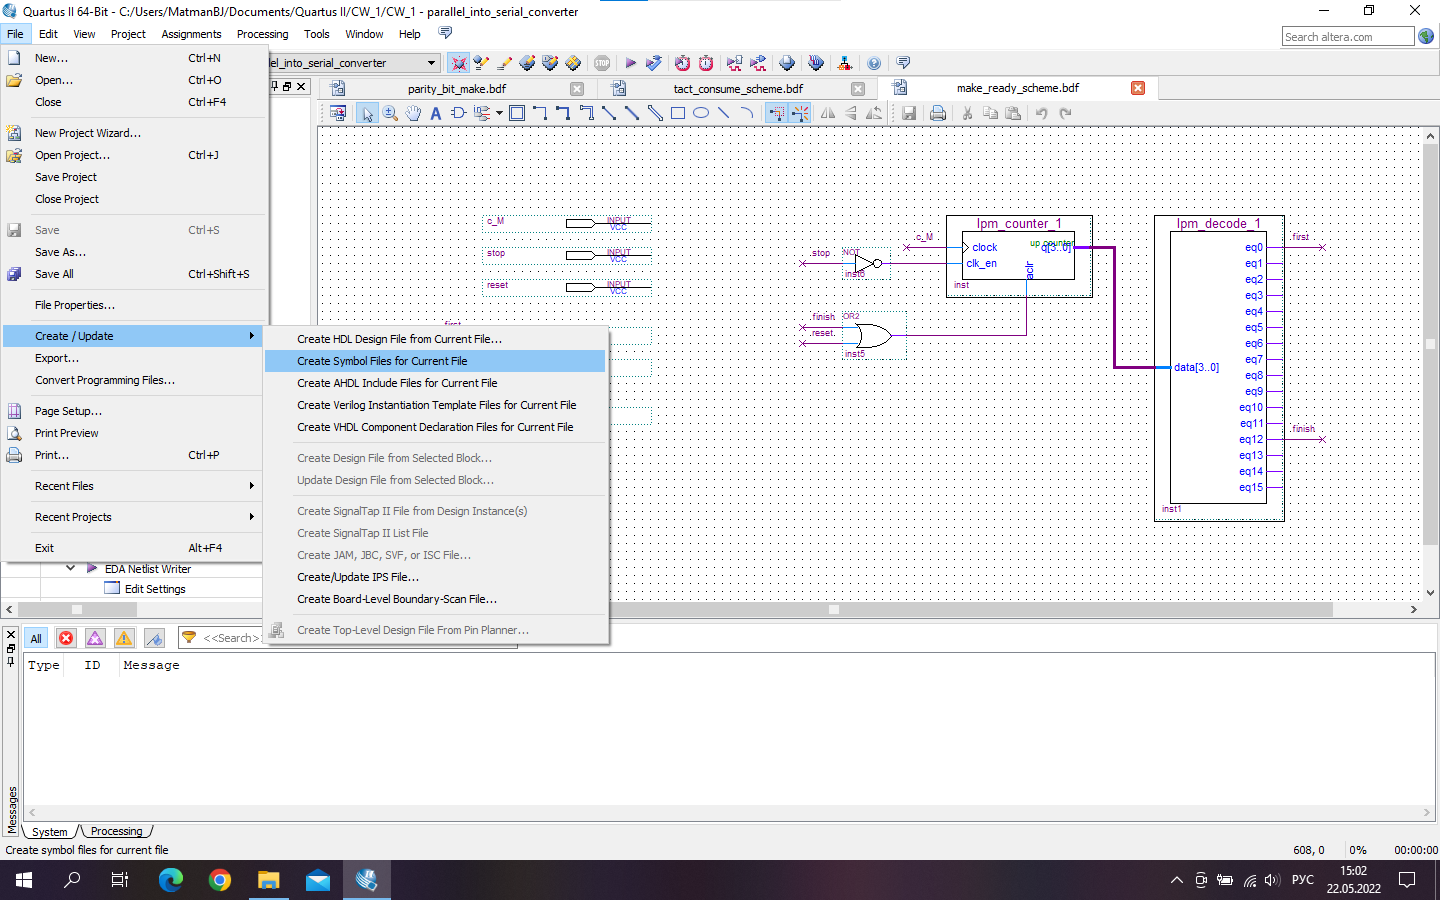 Quartus II 64-Bit - C:/Users/MatmanBJ/Documents/Quartus II/CW_1/CW_1 - parallel_into_serial_converter
File Edit View Project Assignments Processing Tools Window Help
Search altera.com
New... Ctrl+N
Open... Ctrl+O
Close Ctrl+F4
New Project Wizard...
Open Project... Ctrl+J
Save Project
Close Project
Save Ctrl+S
Save As...
Save All Ctrl+Shift+S
File Properties...
Create / Update
Export...
Convert Programming Files...
Page Setup...
Print Preview
Print... Ctrl+P
Recent Files
Recent Projects
Exit Alt+F4
Create HDL Design File from Current File...
Create Symbol Files for Current File
Create AHDL Include Files for Current File
Create Verilog Instantiation Template Files for Current File
Create VHDL Component Declaration Files for Current File
Create Design File from Selected Block...
Update Design File from Selected Block...
Create SignalTap II File from Design Instance(s)
Create SignalTap II List File
Create JAM, JBC, SVF, or ISC File...
Create/Update IPS File...
Create Board-Level Boundary-Scan File...
Create Top-Level Design File From Pin Planner...
el_into_serial_converter
STOP
parity_bit_make.bdf
tact_consume_scheme.bdf
make_ready_scheme.bdf
c_M INPUT
VCC
stop INPUT
VCC
reset INPUT
VCC
first
stop
NOT
inst6
c_M
finish
reset
OR2
inst5
lpm_counter_1
up counter
clock q[3..0]
clk_en
aclr
inst
lpm_decode_1
data[3..0]
eq0
eq1
eq2
eq3
eq4
eq5
eq6
eq7
eq8
eq9
eq10
eq11
eq12
eq13
eq14
eq15
inst1
first
finish
EDA Netlist Writer
Edit Settings
All
<<Search>
Type ID Message
Messages
System Processing
Create symbol files for current file
608, 0 0% 00:00:00
РУС
15:02
22.05.2022